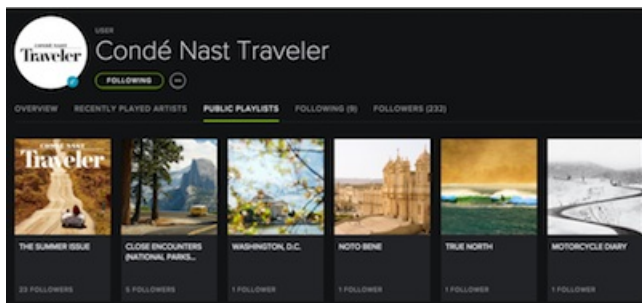 USER
CONDÉ NAST
Traveler
Condé Nast Traveler
FOLLOWING
OVERVIEW RECENTLY PLAYED ARTISTS PUBLIC PLAYLISTS FOLLOWING (9) FOLLOWERS (232)
CONDÉ NAST
Traveler
THE SUMMER ISSUE
23 FOLLOWERS
CLOSE ENCOUNTERS
(NATIONAL PARKS...
5 FOLLOWERS
WASHINGTON, D.C.
1 FOLLOWER
NOTO BENE
1 FOLLOWER
TRUE NORTH
1 FOLLOWER
MOTORCYCLE DIARY
1 FOLLOWER